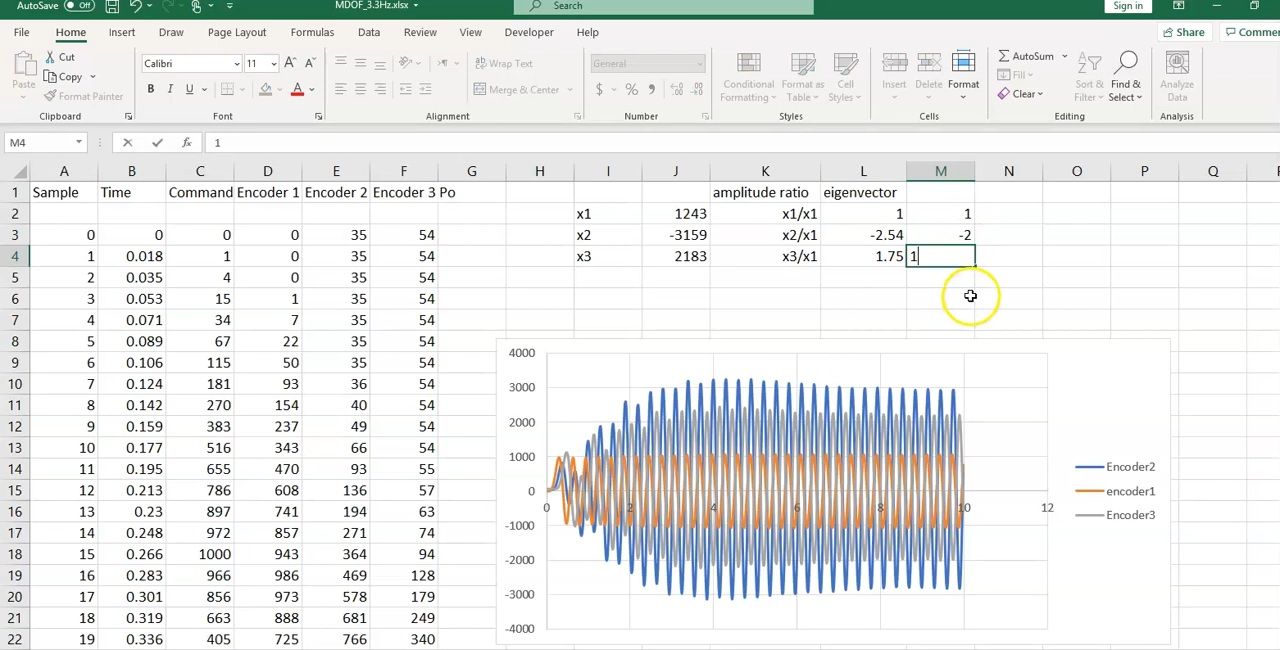 AutoSave Off MDOF_3.3Hz.xlsx Search Sign in
File Home Insert Draw Page Layout Formulas Data Review View Developer Help Share Commer
Paste Cut Copy Format Painter Clipboard
Calibri 11 A A B I U A Font
Wrap Text Merge & Center Alignment
General $ % Number
Conditional Formatting Format as Table Cell Styles Styles
Insert Delete Format Cells
AutoSum Fill Clear Sort & Filter Find & Select Editing
Analyze Data Analysis
M4 fx 1
A B C D E F G H I J K L M N O P Q
1 Sample Time Command Encoder 1 Encoder 2 Encoder 3 Po amplitude ratio eigenvector
2 x1 1243 x1/x1 1 1
3 0 0 0 0 35 54 x2 -3159 x2/x1 -2.54 -2
4 1 0.018 1 0 35 54 x3 2183 x3/x1 1.75 1
5 2 0.035 4 0 35 54
6 3 0.053 15 1 35 54
7 4 0.071 34 7 35 54
8 5 0.089 67 22 35 54
9 6 0.106 115 50 35 54
10 7 0.124 181 93 36 54
11 8 0.142 270 154 40 54
12 9 0.159 383 237 49 54
13 10 0.177 516 343 66 54
14 11 0.195 655 470 93 55
15 12 0.213 786 608 136 57
16 13 0.23 897 741 194 63
17 14 0.248 972 857 271 74
18 15 0.266 1000 943 364 94
19 16 0.283 966 986 469 128
20 17 0.301 856 973 578 179
21 18 0.319 663 888 681 249
22 19 0.336 405 725 766 340
4000
3000
2000
1000
0
-1000
-2000
-3000
-4000
0 2 4 6 8 10 12
Encoder2
encoder1
Encoder3